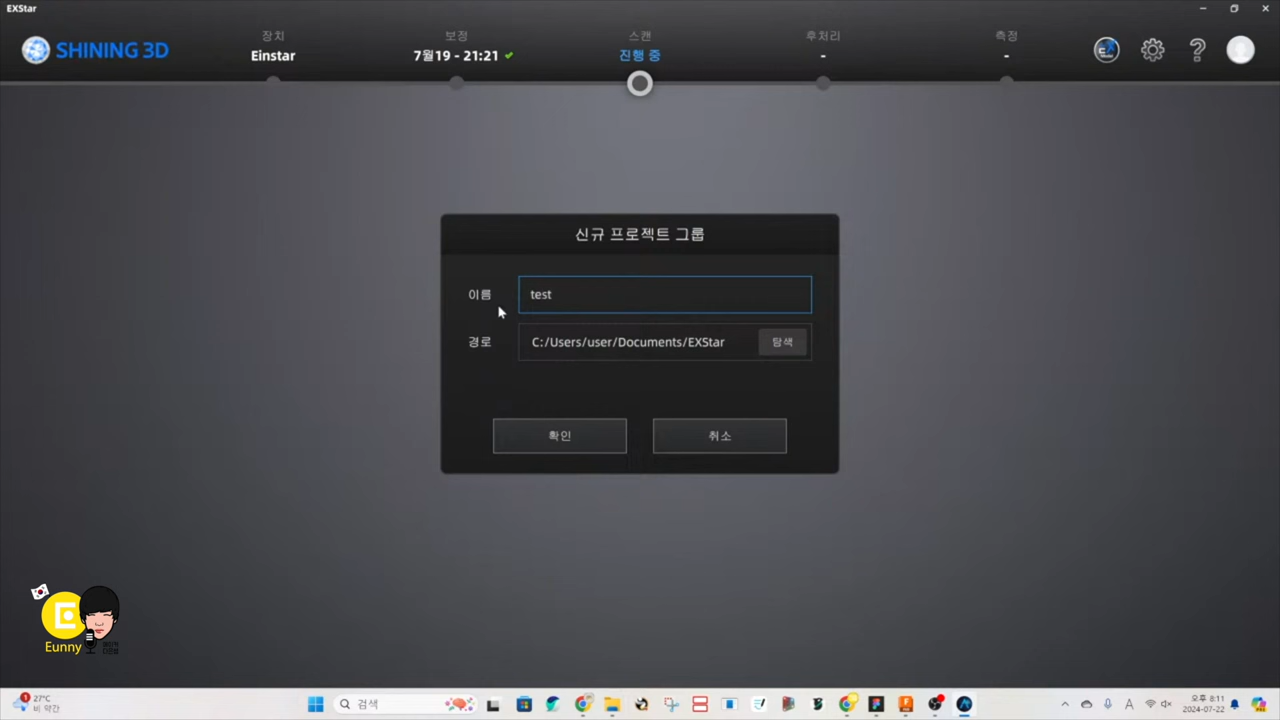 EXStar
SHINING 3D
장치
Einstar
보정
7월19 - 21:21
스캔
진행 중
후처리
-
측정
-
신규 프로젝트 그룹
이름
test
경로
C:/Users/user/Documents/EXStar
탐색
확인
취소
Eunny
27°C
비 약간
검색
오후 8:11
2024-07-22